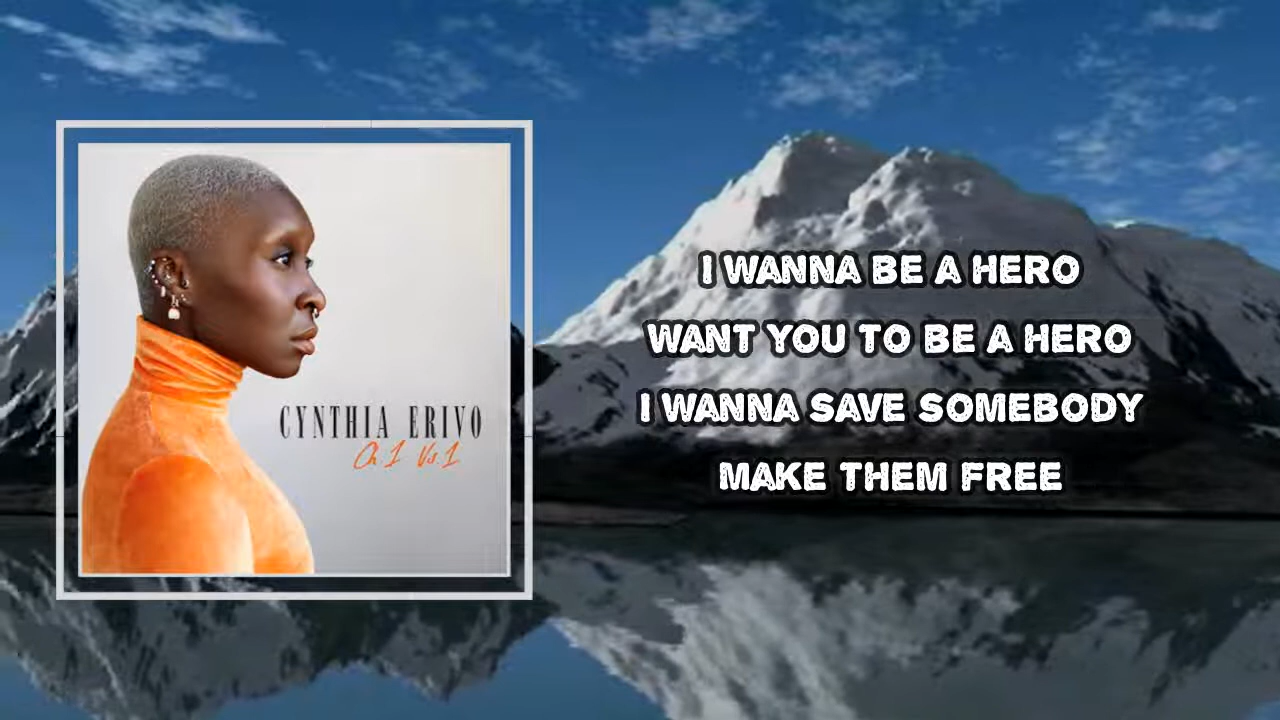 CYNTHIA ERIVO
Ch. 1 Vs. 1
I WANNA BE A HERO
WANT YOU TO BE A HERO
I WANNA SAVE SOMEBODY
MAKE THEM FREE